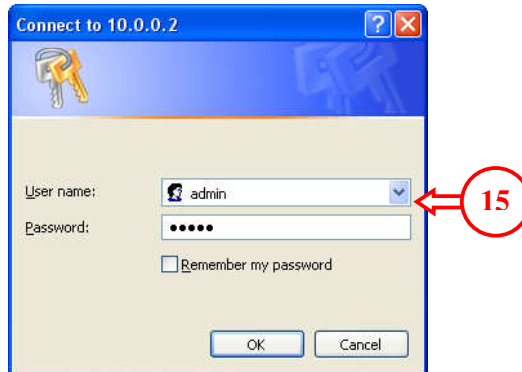 Connect to 10.0.0.2
User name: admin
15
Password: •••••
Remember my password
OK Cancel